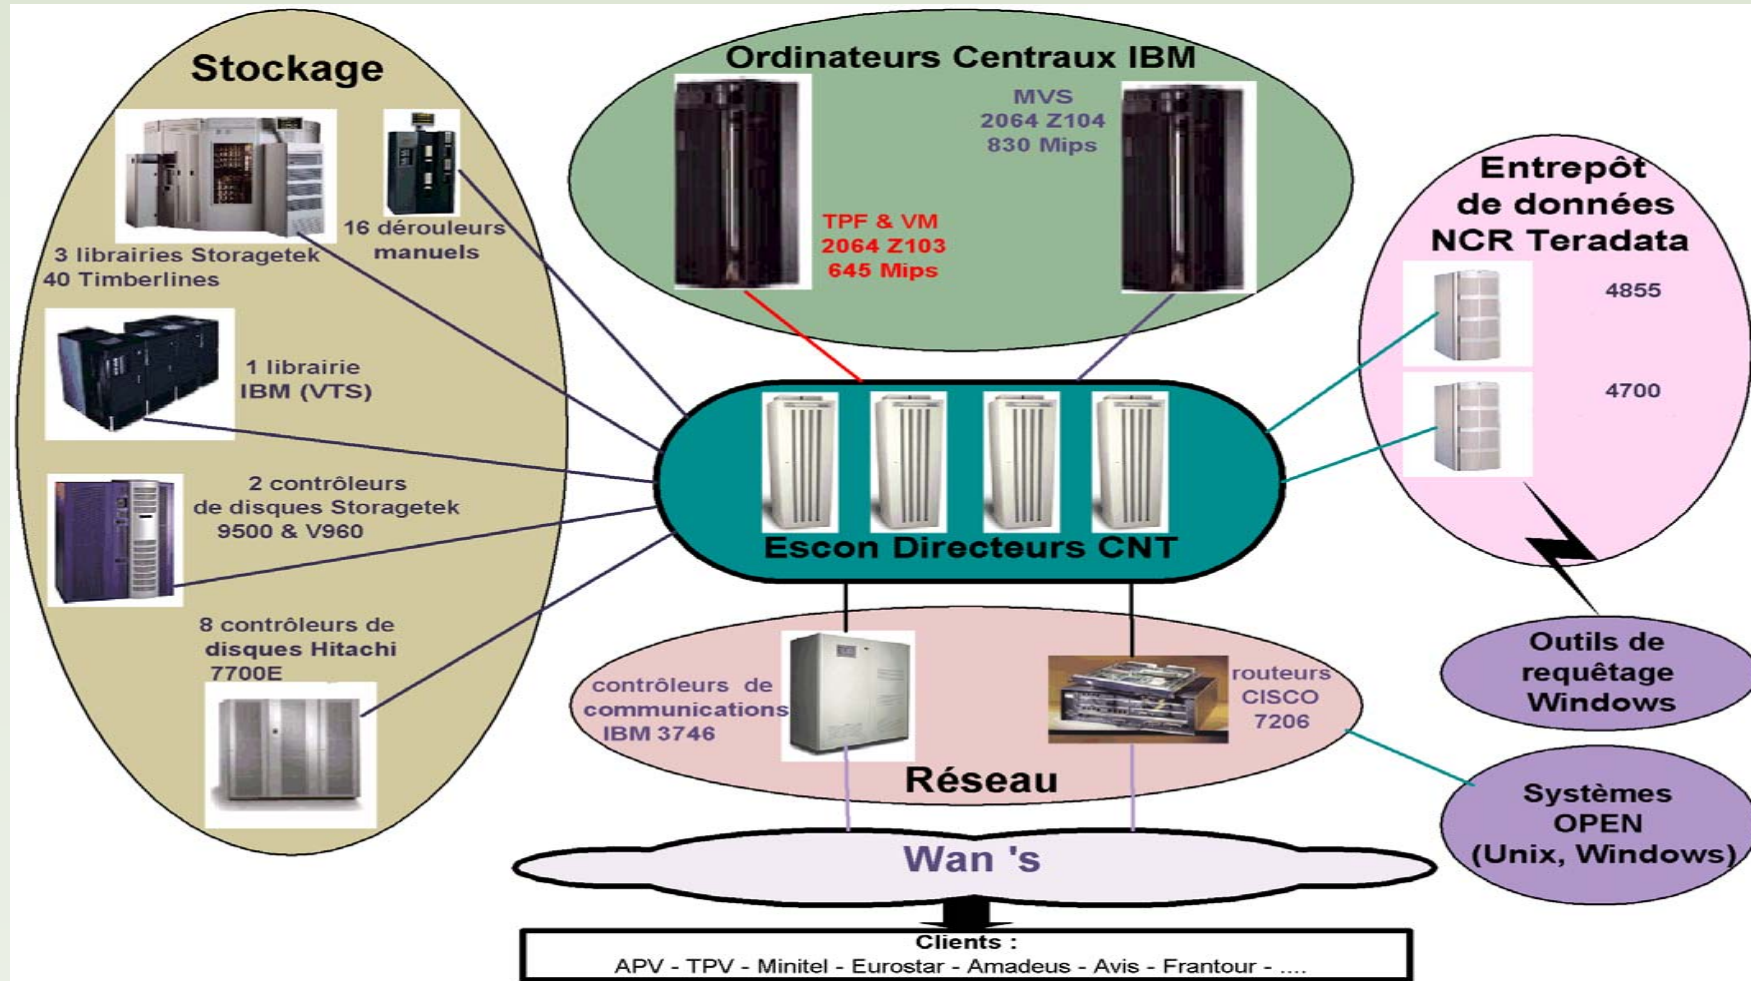 Stockage
3 librairies Storagetek
40 Timberlines
16 dérouleurs
manuels
1 librairie
IBM (VTS)
2 contrôleurs
de disques Storagetek
9500 & V960
8 contrôleurs de
disques Hitachi
7700E
Ordinateurs Centraux IBM
TPF & VM
2064 Z103
645 Mips
MVS
2064 Z104
830 Mips
Entrepôt
de données
NCR Teradata
4855
4700
Escon Directeurs CNT
contrôleurs de
communications
IBM 3746
routeurs
CISCO
7206
Réseau
Outils de
requêtage
Windows
Systèmes
OPEN
(Unix, Windows)
Wan 's
Clients :
APV - TPV - Minitel - Eurostar - Amadeus - Avis - Frantour - ....